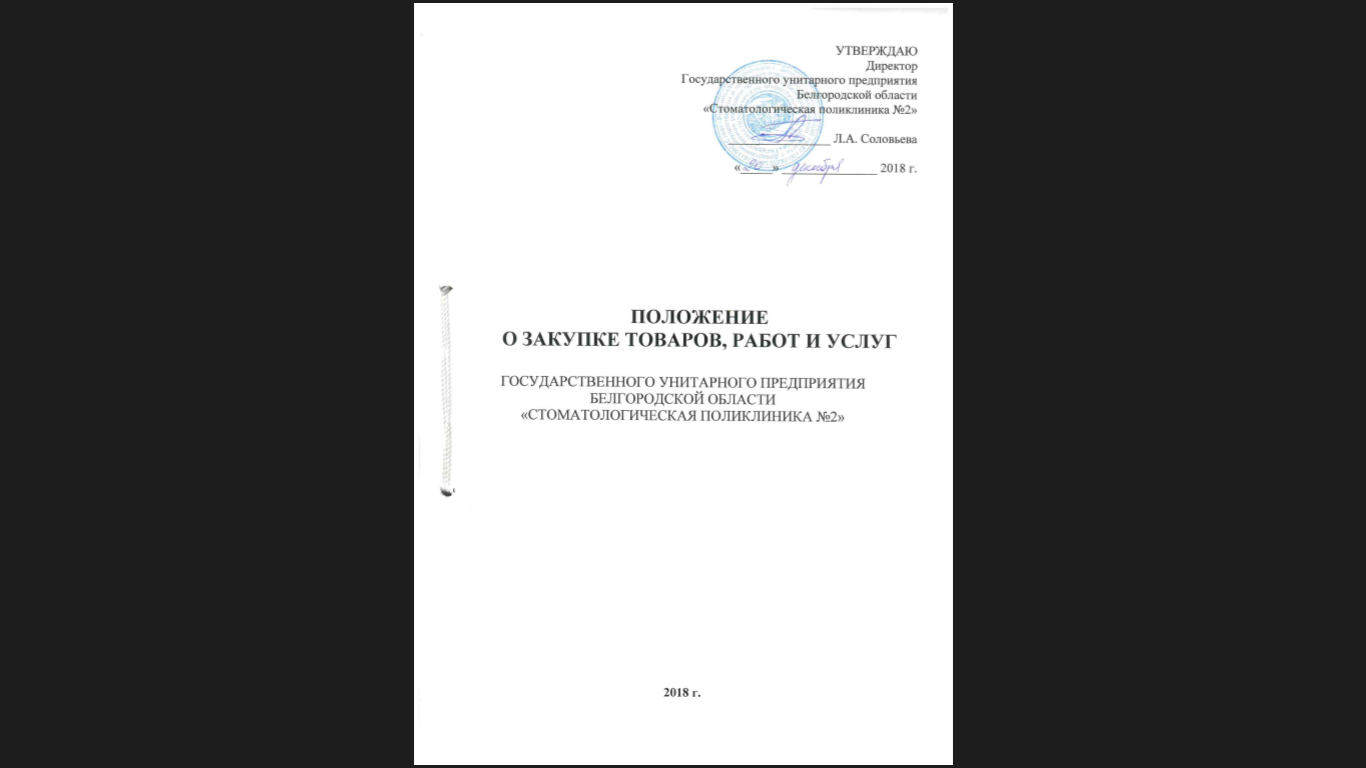 УТВЕРЖДАЮ
Директор
Государственного унитарного предприятия
Белгородской области
«Стоматологическая поликлиника №2»
Л.А. Соловьева
« » декабря 2018 г.
ПОЛОЖЕНИЕ
О ЗАКУПКЕ ТОВАРОВ, РАБОТ И УСЛУГ
ГОСУДАРСТВЕННОГО УНИТАРНОГО ПРЕДПРИЯТИЯ
БЕЛГОРОДСКОЙ ОБЛАСТИ
«СТОМАТОЛОГИЧЕСКАЯ ПОЛИКЛИНИКА №2»
2018 г.